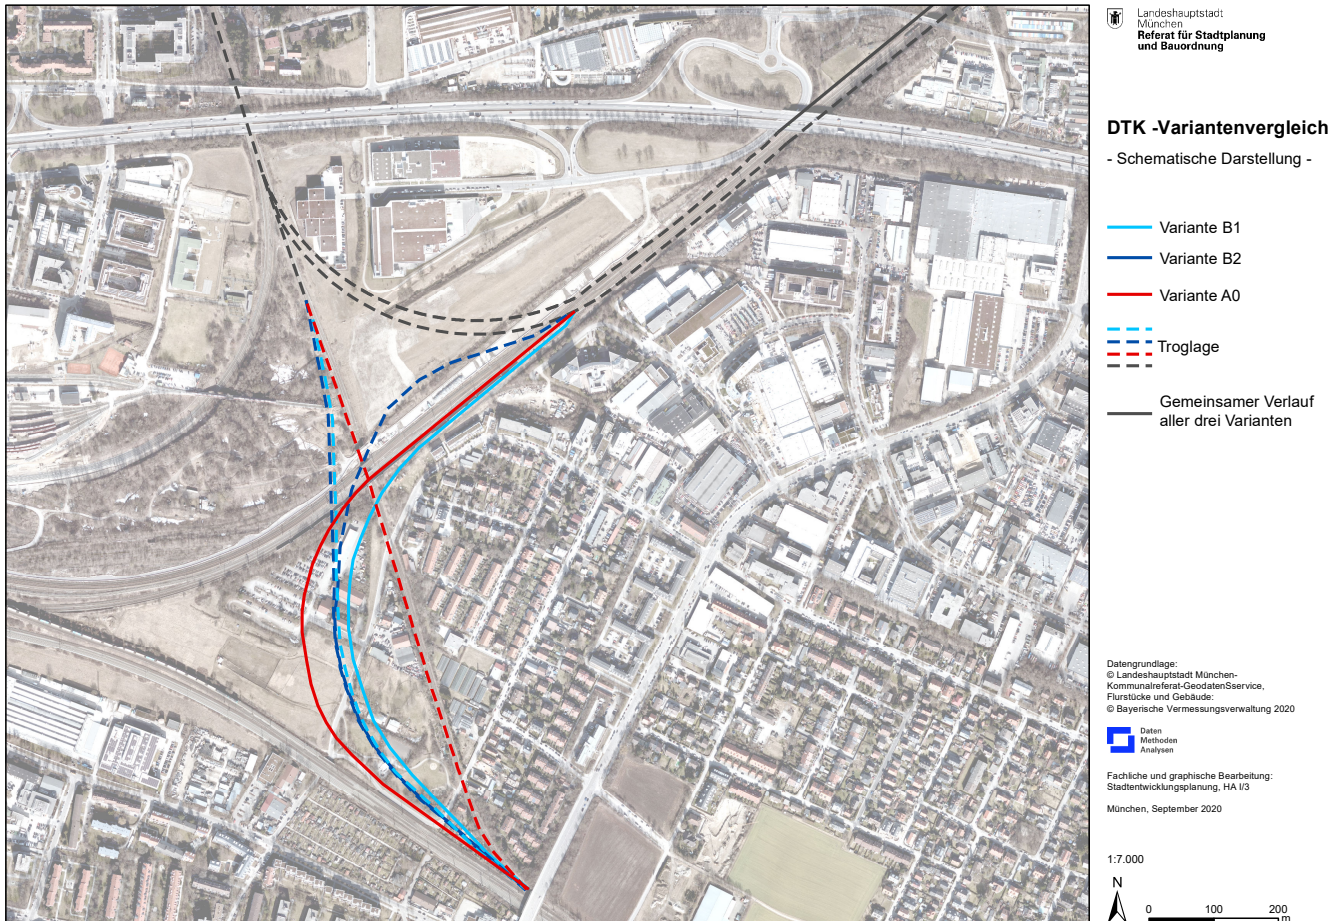 Landeshauptstadt
München
Referat für Stadtplanung
und Bauordnung
DTK -Variantenvergleich
- Schematische Darstellung -
Variante B1
Variante B2
Variante A0
Troglage
Gemeinsamer Verlauf
aller drei Varianten
Datengrundlage:
© Landeshauptstadt München-
Kommunalreferat-GeodatenSservice,
Flurstücke und Gebäude:
© Bayerische Vermessungsverwaltung 2020
Daten
Methoden
Analysen
Fachliche und graphische Bearbeitung:
Stadtentwicklungsplanung, HA I/3
München, September 2020
1:7.000
N
0 100 200
m